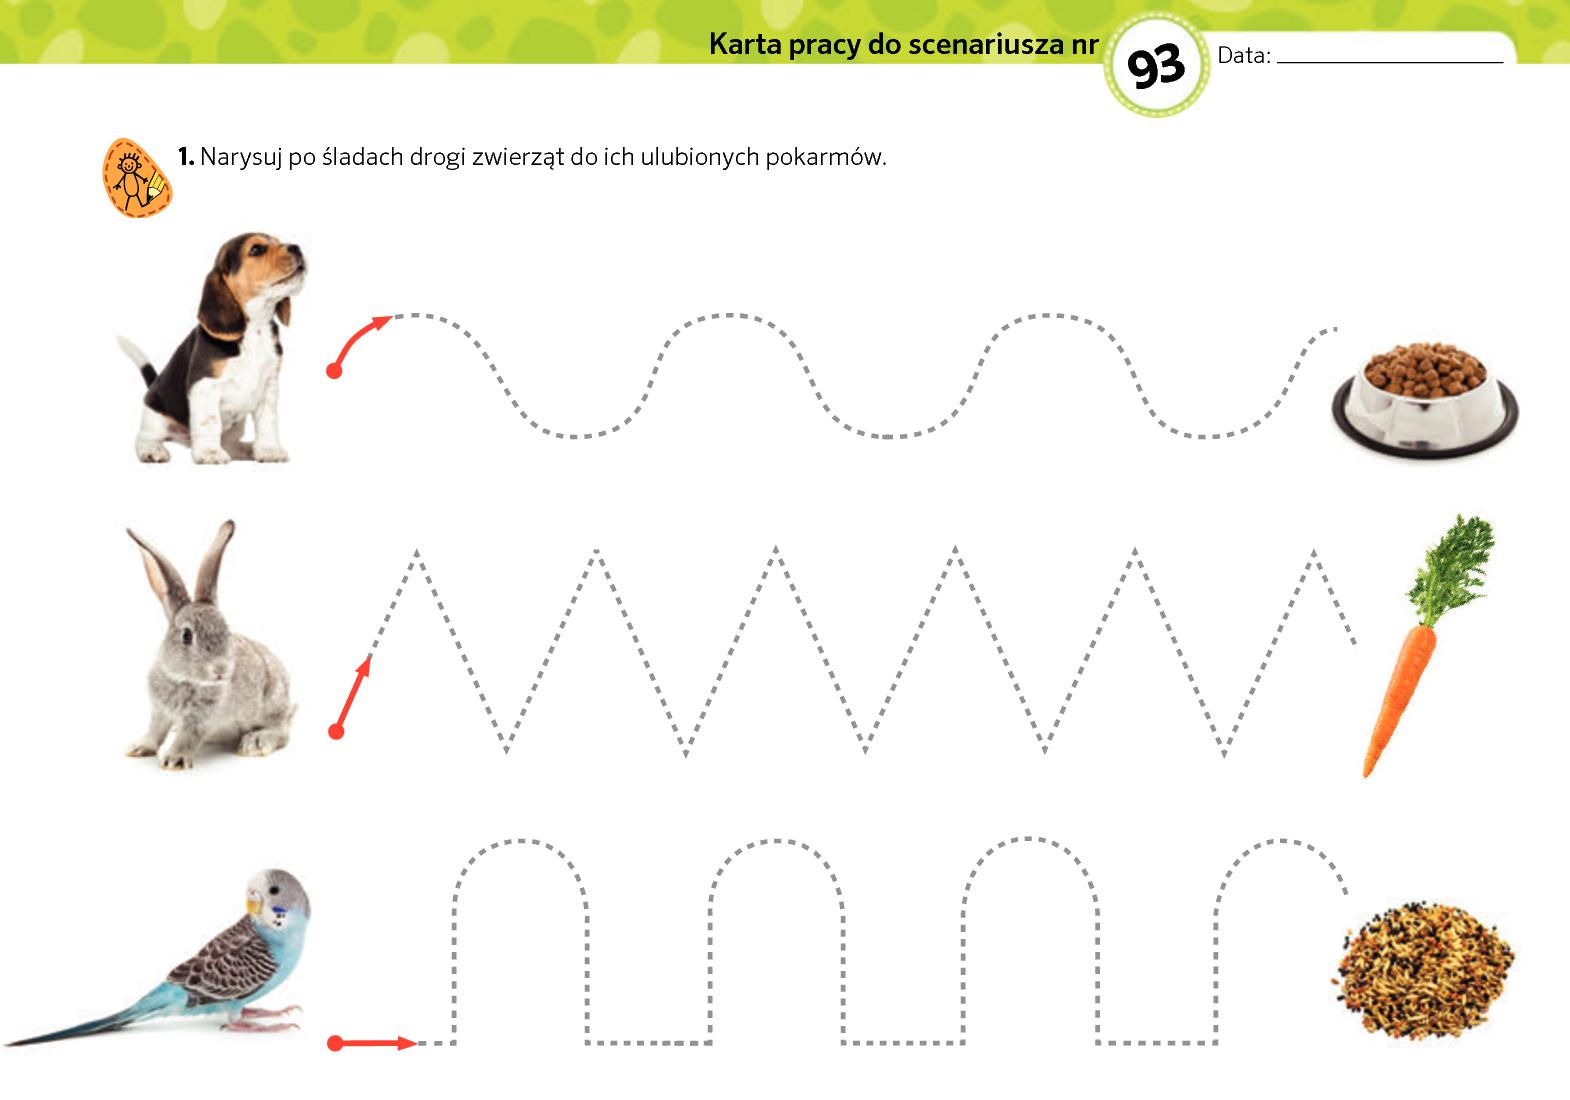 Karta pracy do scenariusza nr 93 Data:
1. Narysuj po śladach drogi zwierząt do ich ulubionych pokarmów.